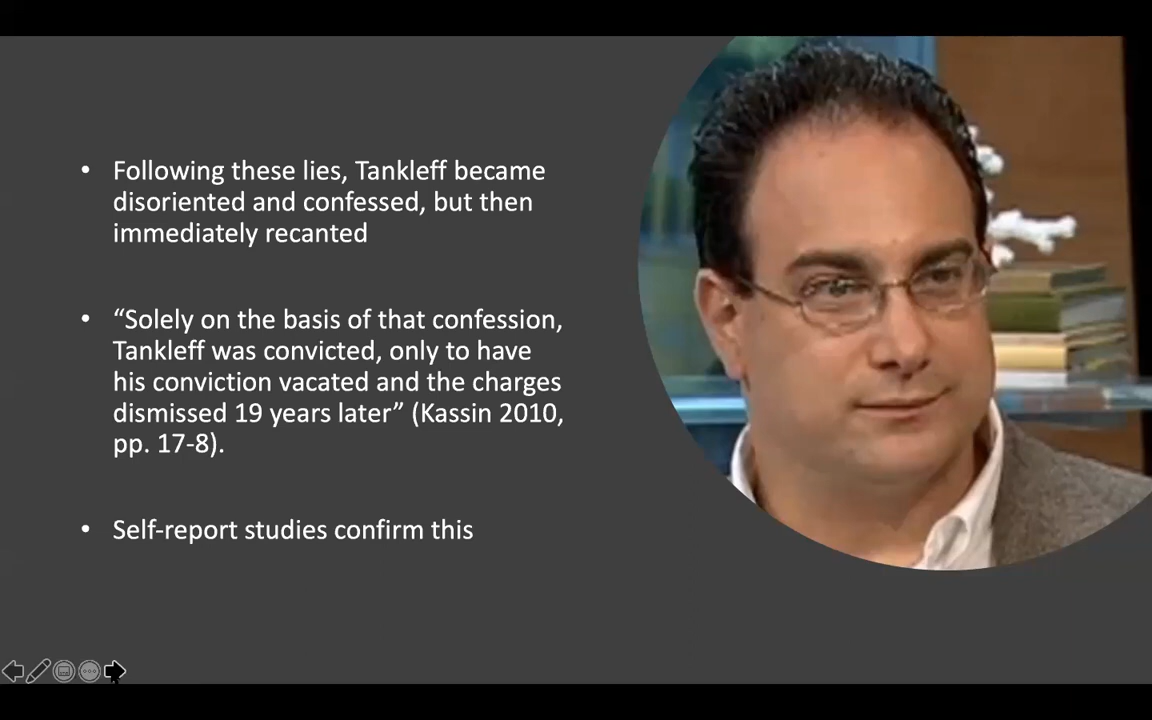 • Following these lies, Tankleff became
disoriented and confessed, but then
immediately recanted
• “Solely on the basis of that confession,
Tankleff was convicted, only to have
his conviction vacated and the charges
dismissed 19 years later” (Kassin 2010,
pp. 17-8).
• Self-report studies confirm this